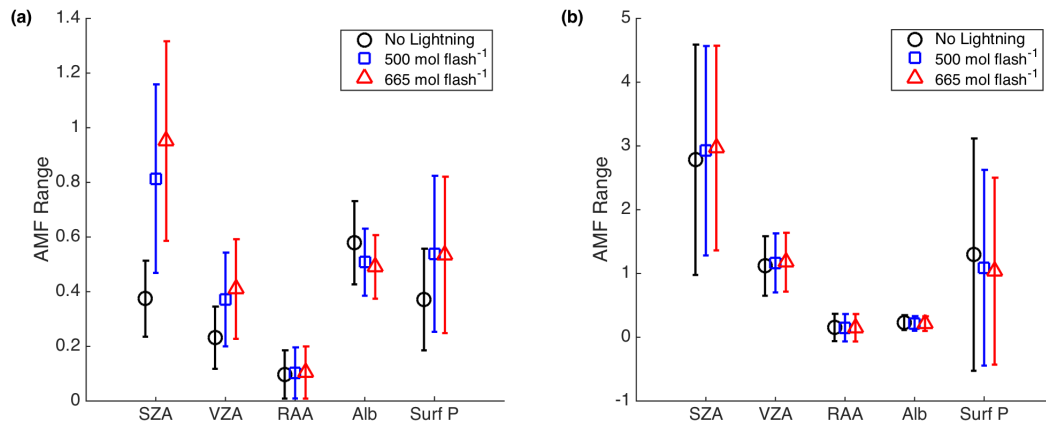 (a)
1.4
1.2
1
0.8
0.6
0.4
0.2
0
AMF Range
No Lightning
500 mol flash⁻¹
665 mol flash⁻¹
SZA VZA RAA Alb Surf P
(b)
5
4
3
2
1
0
-1
AMF Range
No Lightning
500 mol flash⁻¹
665 mol flash⁻¹
SZA VZA RAA Alb Surf P